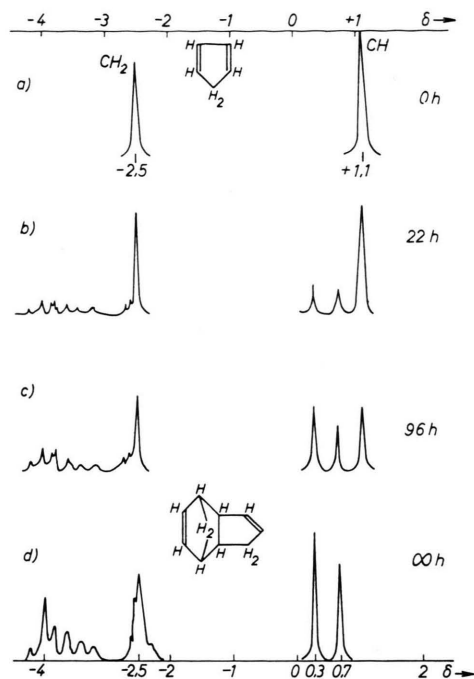 -4 -3 -2 -1 0 +1 δ
H H
H H
H₂
CH₂
CH
a)
0 h
-2,5
+1,1
b)
22 h
c)
96 h
H
H H H
H₂
H H H₂
H
d)
∞ h
-4 -2,5 -2 -1 0 0,3 0,7 2 δ